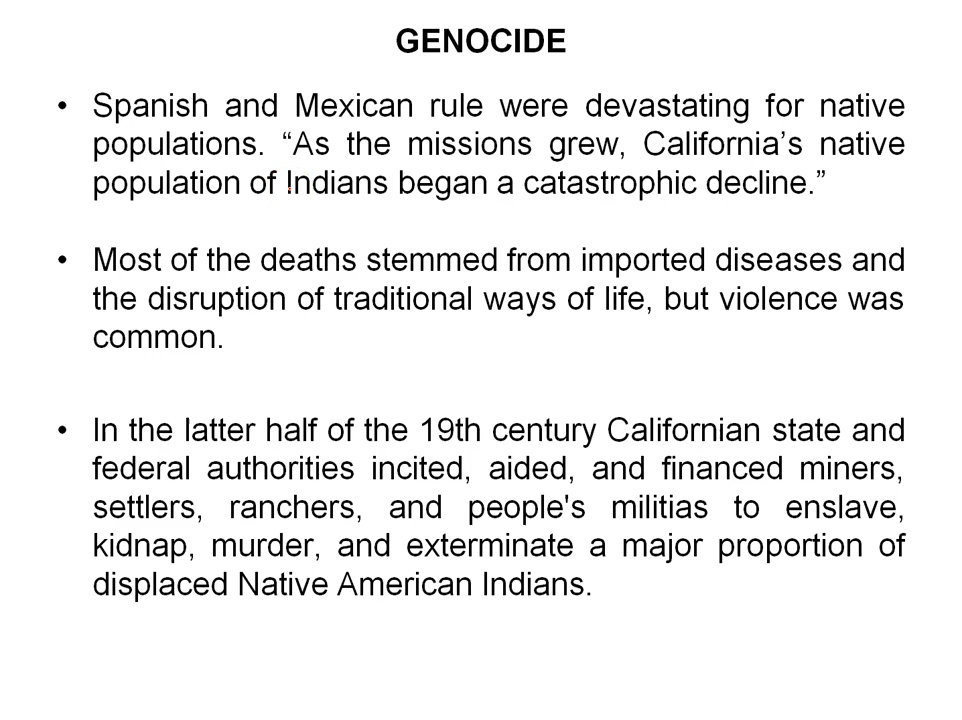 GENOCIDE
• Spanish and Mexican rule were devastating for native
populations. “As the missions grew, California’s native
population of Indians began a catastrophic decline.”
• Most of the deaths stemmed from imported diseases and
the disruption of traditional ways of life, but violence was
common.
• In the latter half of the 19th century Californian state and
federal authorities incited, aided, and financed miners,
settlers, ranchers, and people's militias to enslave,
kidnap, murder, and exterminate a major proportion of
displaced Native American Indians.